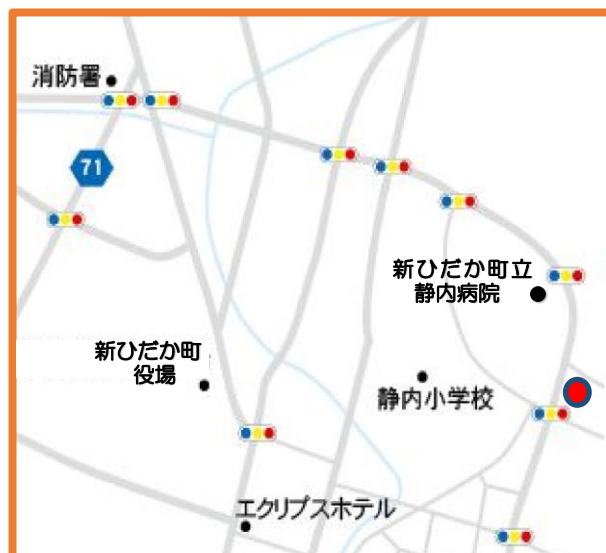 消防署
71
新ひだか町立
静内病院
新ひだか町
役場
静内小学校
エクリプスホテル